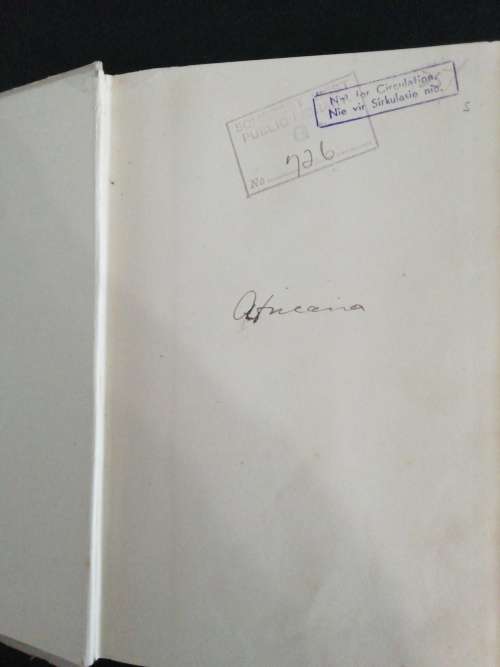 Not for Circulation.
Nie vir Sirkulasie nie.
PUBLIC
No. 726
Africana